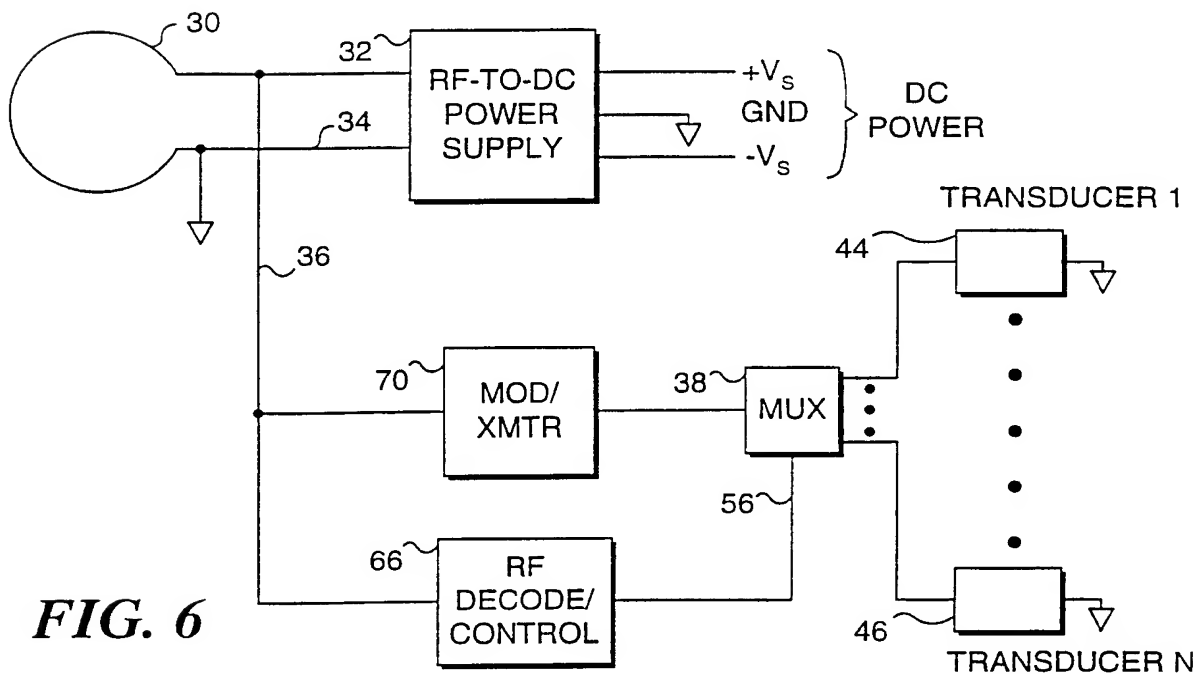 30
32
RF-TO-DC
POWER
SUPPLY
34
+VS
GND
-VS
DC
POWER
36
TRANSDUCER 1
44
70
MOD/
XMTR
38
MUX
56
66
RF
DECODE/
CONTROL
46
TRANSDUCER N
FIG. 6